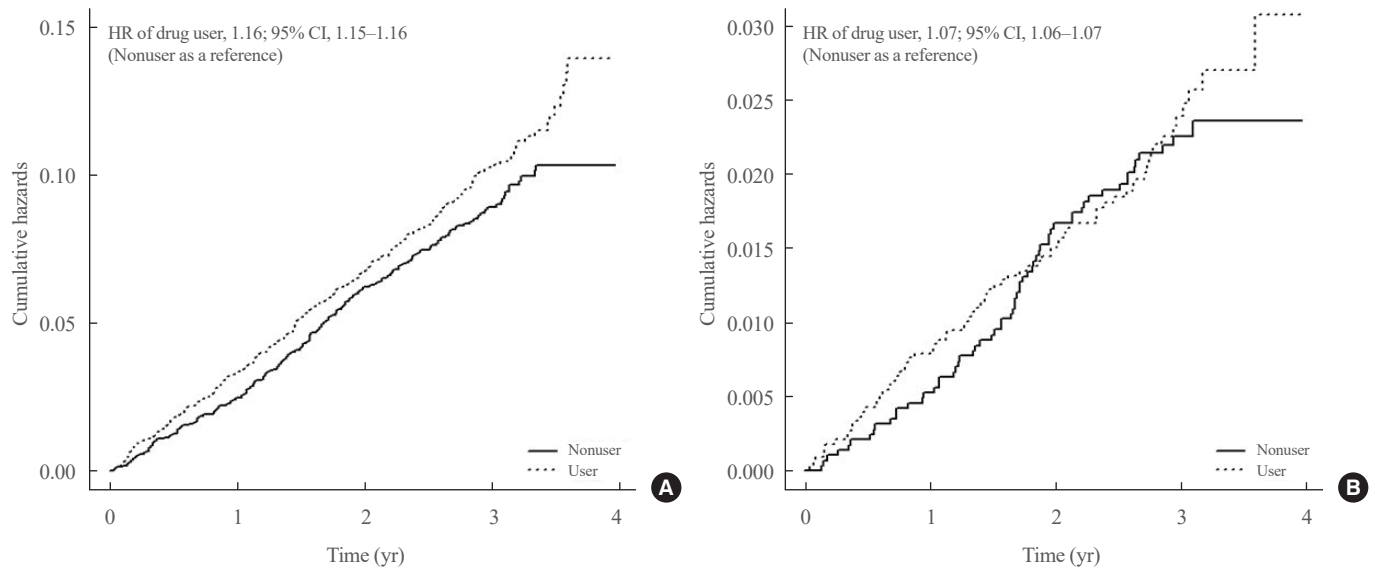 HR of drug user, 1.16; 95% CI, 1.15–1.16
(Nonuser as a reference)
0.15
0.10
0.05
0.00
Cumulative hazards
Nonuser
User
0 1 2 3 4
Time (yr)
A
HR of drug user, 1.07; 95% CI, 1.06–1.07
(Nonuser as a reference)
0.030
0.025
0.020
0.015
0.010
0.005
0.000
Cumulative hazards
Nonuser
User
0 1 2 3 4
Time (yr)
B